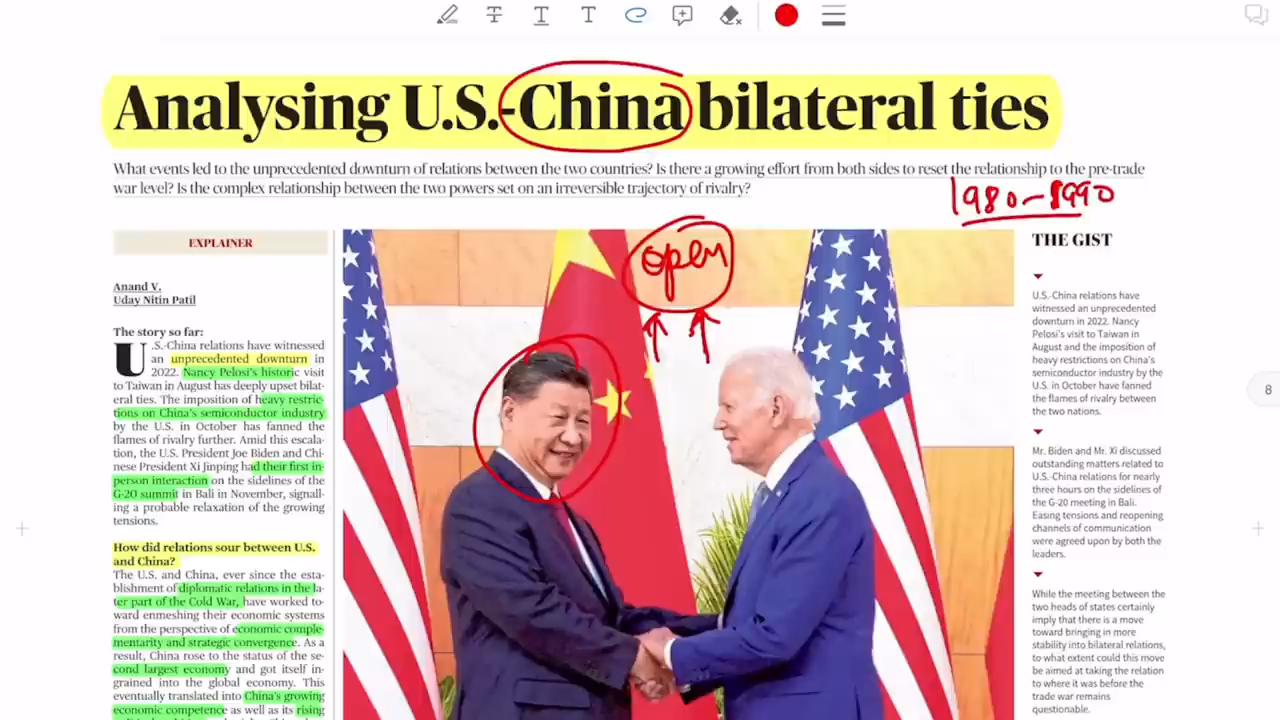 Analysing U.S.-China bilateral ties
What events led to the unprecedented downturn of relations between the two countries? Is there a growing effort from both sides to reset the relationship to the pre-trade
war level? Is the complex relationship between the two powers set on an irreversible trajectory of rivalry?
1980-1990
EXPLAINER
Anand V.
Uday Nitin Patil
The story so far:
U.S.-China relations have witnessed
an unprecedented downturn in
2022. Nancy Pelosi's historic visit
to Taiwan in August has deeply upset bilat-
eral ties. The imposition of heavy restric-
tions on China's semiconductor industry
by the U.S. in October has fanned the
flames of rivalry further. Amid this escala-
tion, the U.S. President Joe Biden and Chi-
nese President Xi Jinping had their first in-
person interaction on the sidelines of the
G-20 summit in Bali in November, signall-
ing a probable relaxation of the growing
tensions.
How did relations sour between U.S.
and China?
The U.S. and China, ever since the esta-
blishment of diplomatic relations in the la-
ter part of the Cold War, have worked to-
ward enmeshing their economic systems
from the perspective of economic comple-
mentarity and strategic convergence. As a
result, China rose to the status of the se-
cond largest economy and got itself in-
grained into the global economy. This
eventually translated into China's growing
economic competence as well as its rising
open
THE GIST
U.S.-China relations have
witnessed an unprecedented
downturn in 2022. Nancy
Pelosi's visit to Taiwan in
August and the imposition of
heavy restrictions on China's
semiconductor industry by the
U.S. in October have fanned
the flames of rivalry between
the two nations.
Mr. Biden and Mr. Xi discussed
outstanding matters related to
U.S.-China relations for nearly
three hours on the sidelines of
the G-20 meeting in Bali.
Easing tensions and reopening
channels of communication
were agreed upon by both the
leaders.
While the meeting between the
two heads of states certainly
imply that there is a move
toward bringing in more
stability into bilateral relations,
to what extent could this move
be aimed at taking the relation
to where it was before the
trade war remains
questionable.
8